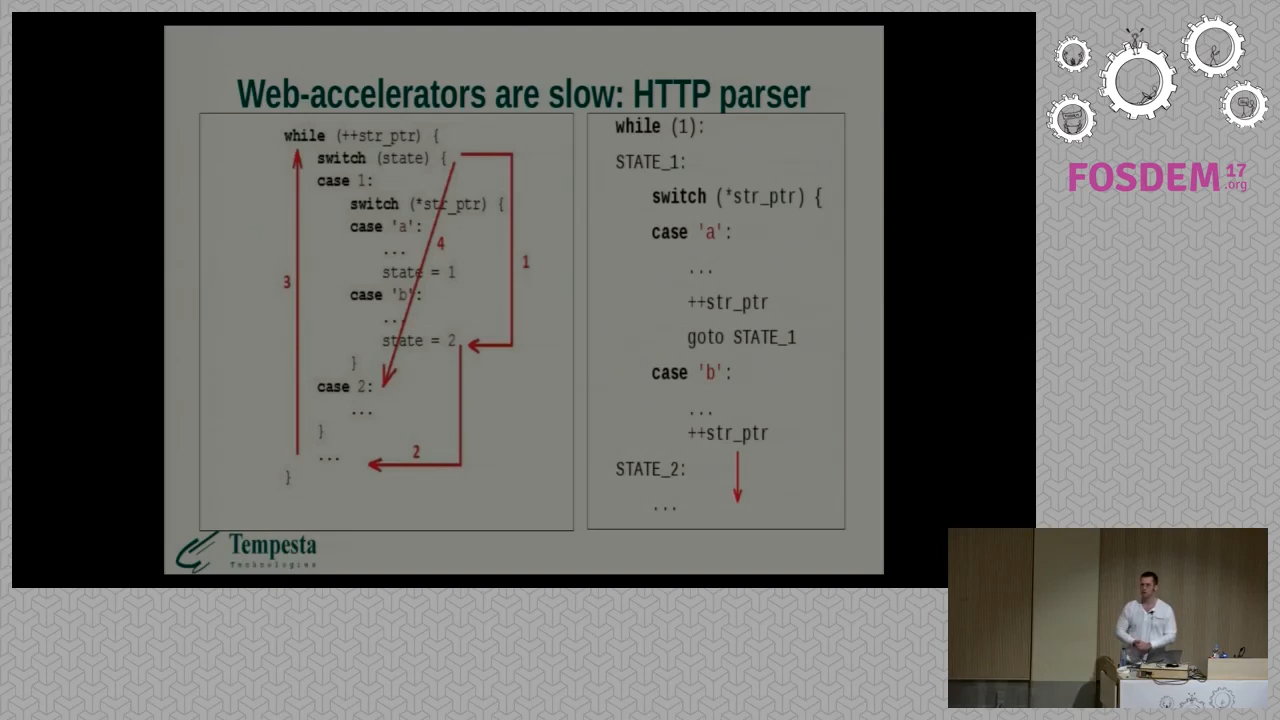 Web-accelerators are slow: HTTP parser
while (++str_ptr) {
switch (state) {
case 1:
switch (*str_ptr) {
case 'a':
...
state = 1
case 'b':
...
state = 2
}
case 2:
...
}
...
}
1
2
3
4
while (1):
STATE_1:
switch (*str_ptr) {
case 'a':
...
++str_ptr
goto STATE_1
case 'b':
...
++str_ptr
STATE_2:
...
Tempesta
Technologies
FOSDEM 17
.org